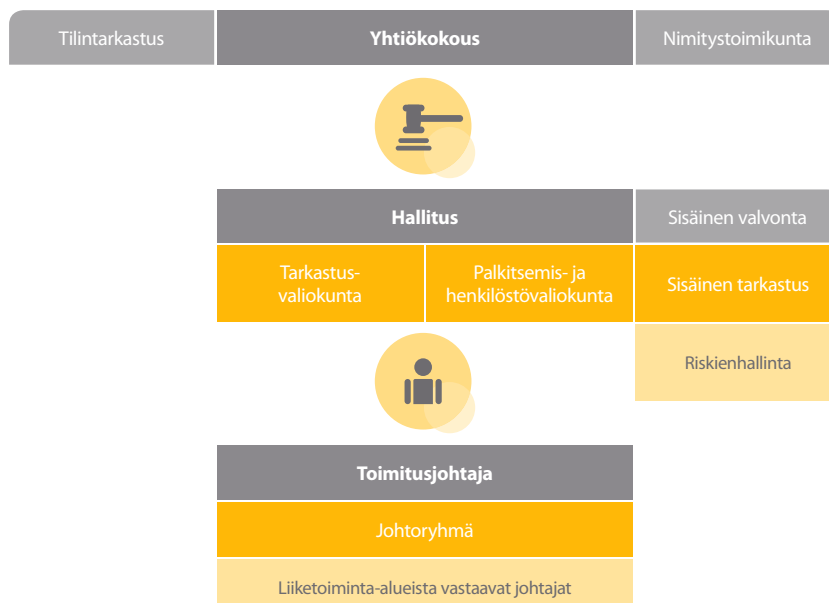 Tilintarkastus
Yhtiökokous
Nimitystoimikunta
Hallitus
Sisäinen valvonta
Tarkastus-
valiokunta
Palkitsemis- ja
henkilöstövaliokunta
Sisäinen tarkastus
Riskienhallinta
Toimitusjohtaja
Johtoryhmä
Liiketoiminta-alueista vastaavat johtajat